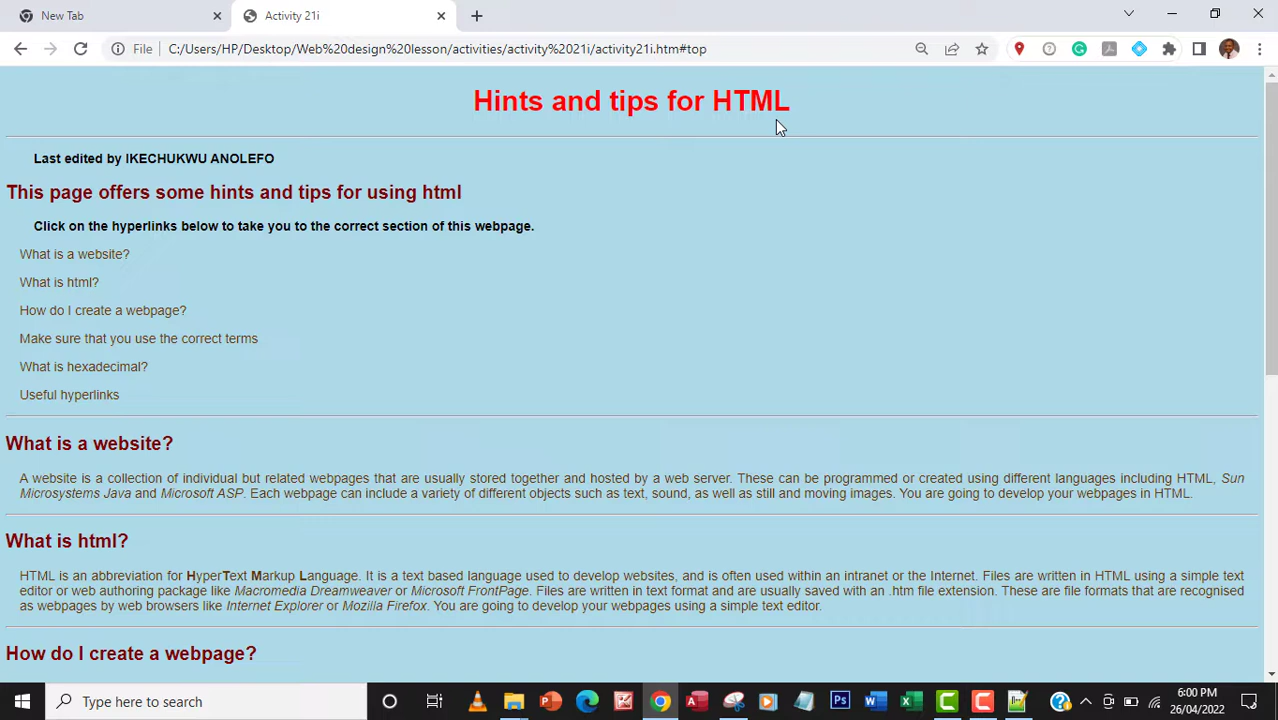 New Tab
Activity 21i
File C:/Users/HP/Desktop/Web%20design%20lesson/activities/activity%2021i/activity21i.htm#top
Hints and tips for HTML
Last edited by IKECHUKWU ANOLEFO
This page offers some hints and tips for using html
Click on the hyperlinks below to take you to the correct section of this webpage.
What is a website?
What is html?
How do I create a webpage?
Make sure that you use the correct terms
What is hexadecimal?
Useful hyperlinks
What is a website?
A website is a collection of individual but related webpages that are usually stored together and hosted by a web server. These can be programmed or created using different languages including HTML, Sun
Microsystems Java and Microsoft ASP. Each webpage can include a variety of different objects such as text, sound, as well as still and moving images. You are going to develop your webpages in HTML.
What is html?
HTML is an abbreviation for HyperText Markup Language. It is a text based language used to develop websites, and is often used within an intranet or the Internet. Files are written in HTML using a simple text
editor or web authoring package like Macromedia Dreamweaver or Microsoft FrontPage. Files are written in text format and are usually saved with an .htm file extension. These are file formats that are recognised
as webpages by web browsers like Internet Explorer or Mozilla Firefox. You are going to develop your webpages using a simple text editor.
How do I create a webpage?
Type here to search
6:00 PM
26/04/2022